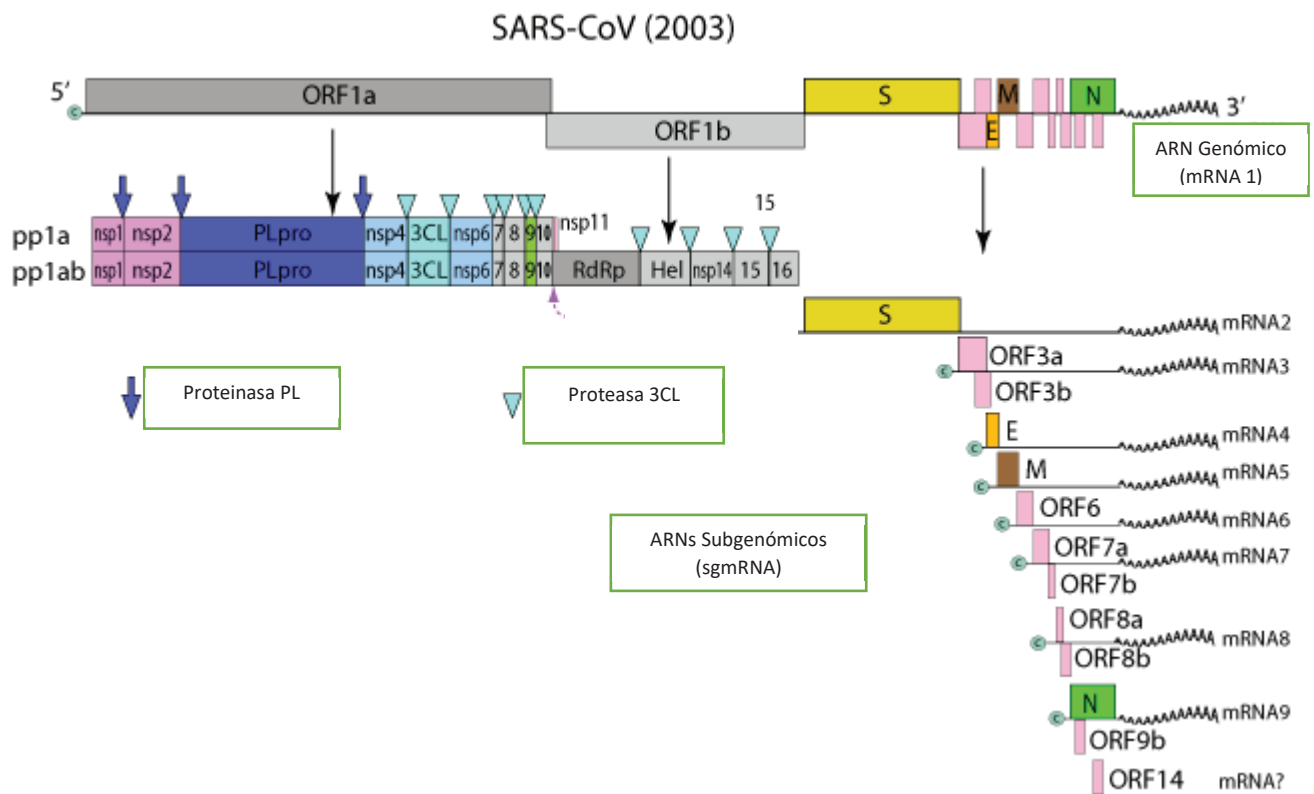 SARS-CoV (2003)
5'
ORF1a
S
M
N
3'
C
ORF1b
E
ARN Genómico
(mRNA 1)
15
nsp11
pp1a
nsp1
nsp2
PLpro
nsp4
3CL
nsp6
7
8
9
10
pp1ab
nsp1
nsp2
PLpro
nsp4
3CL
nsp6
7
8
9
10
RdRp
Hel
nsp14
15
16
S
mRNA2
ORF3a
C
mRNA3
ORF3b
Proteinasa PL
Proteasa 3CL
E
C
mRNA4
M
C
mRNA5
ORF6
C
mRNA6
ARNs Subgenómicos
(sgmRNA)
ORF7a
C
mRNA7
ORF7b
ORF8a
C
mRNA8
ORF8b
N
C
mRNA9
ORF9b
ORF14
mRNA?